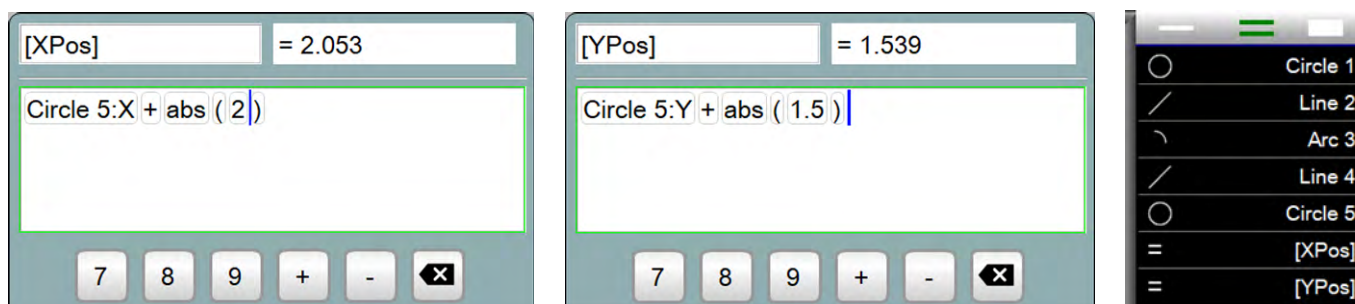 [XPos] = 2.053
Circle 5:X + abs ( 2 )
7 8 9 + -
[YPos] = 1.539
Circle 5:Y + abs ( 1.5 )
7 8 9 + -
Circle 1
Line 2
Arc 3
Line 4
Circle 5
= [XPos]
= [YPos]